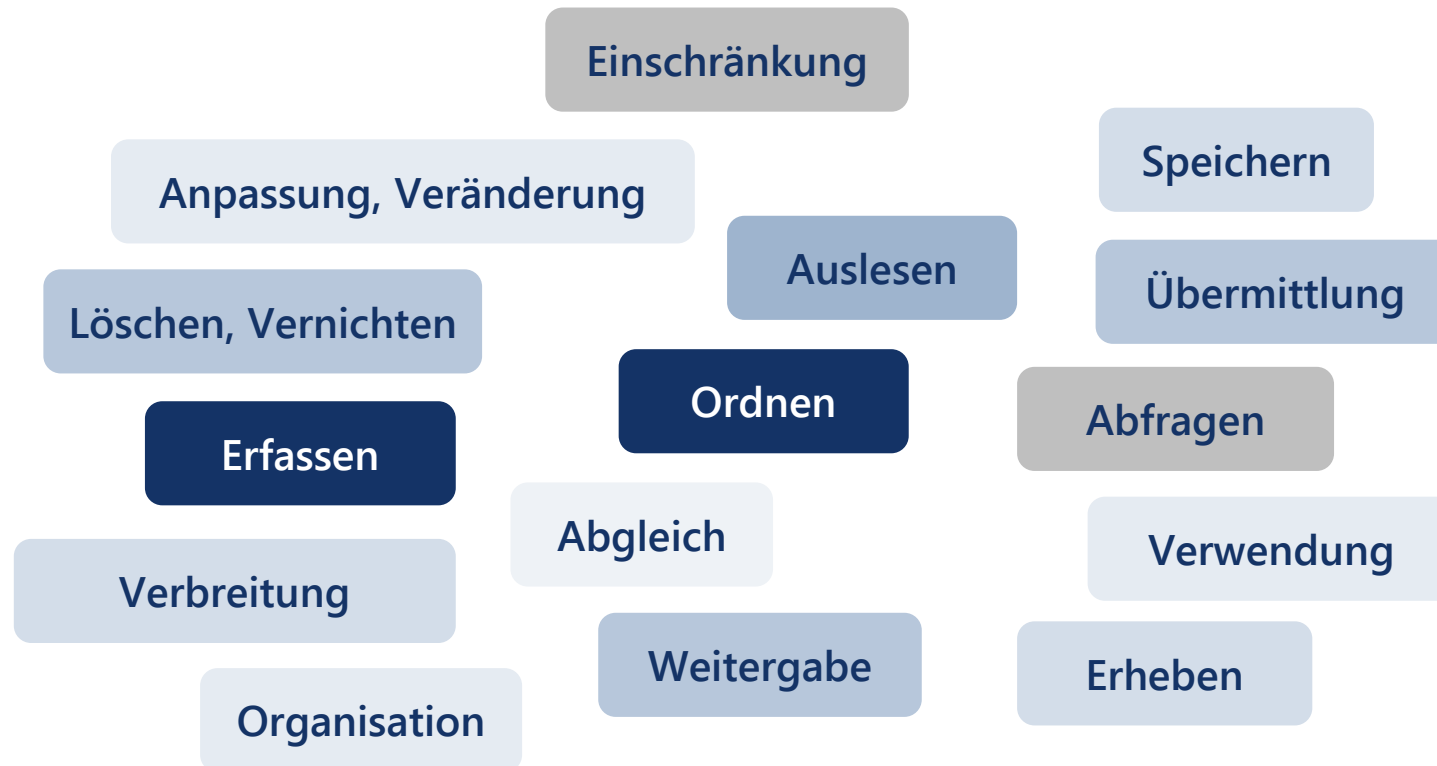 Einschränkung
Speichern
Anpassung, Veränderung
Auslesen
Übermittlung
Löschen, Vernichten
Ordnen
Abfragen
Erfassen
Abgleich
Verwendung
Verbreitung
Weitergabe
Erheben
Organisation